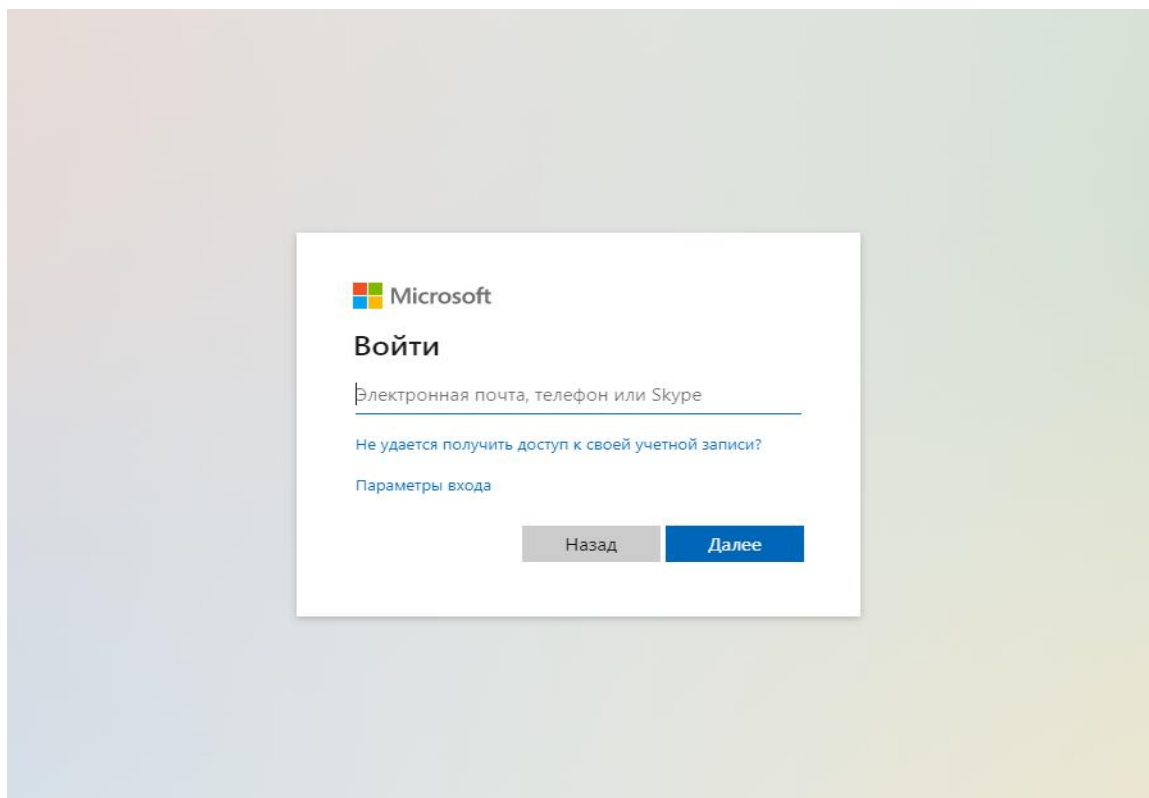 Microsoft
Войти
Электронная почта, телефон или Skype
Не удается получить доступ к своей учетной записи?
Параметры входа
Назад Далее